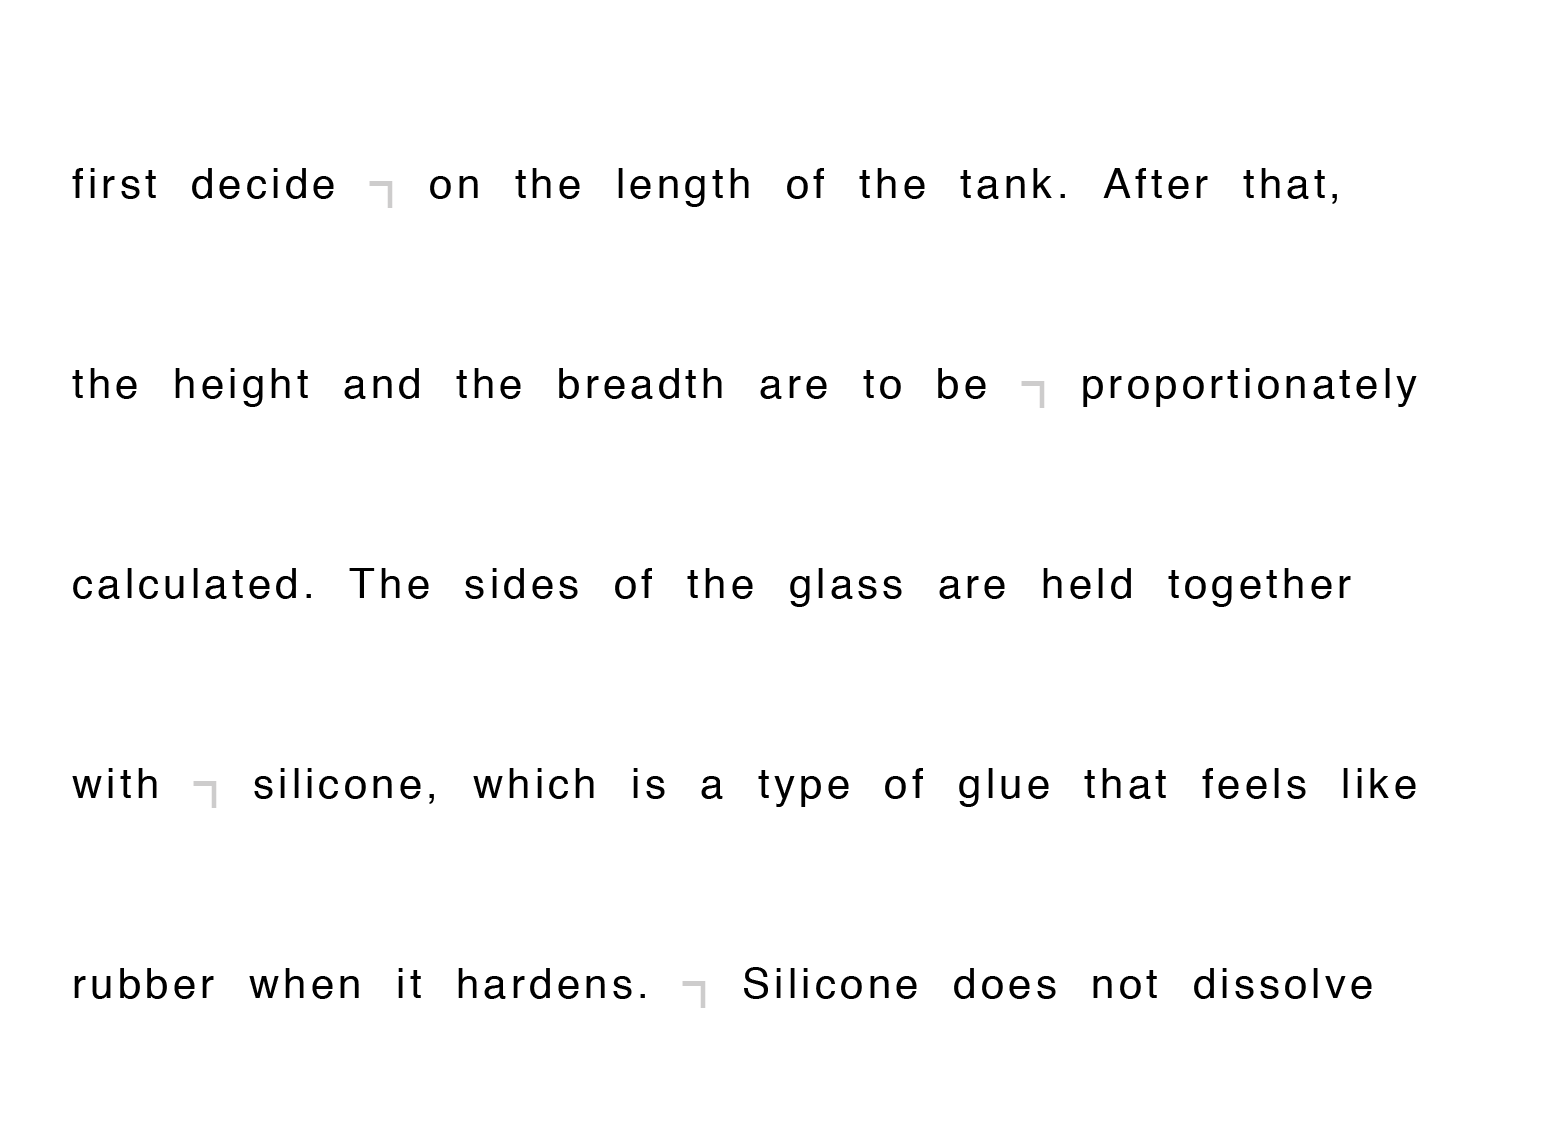 first decide ¬ on the length of the tank. After that,
the height and the breadth are to be ¬ proportionately
calculated. The sides of the glass are held together
with ¬ silicone, which is a type of glue that feels like
rubber when it hardens. ¬ Silicone does not dissolve